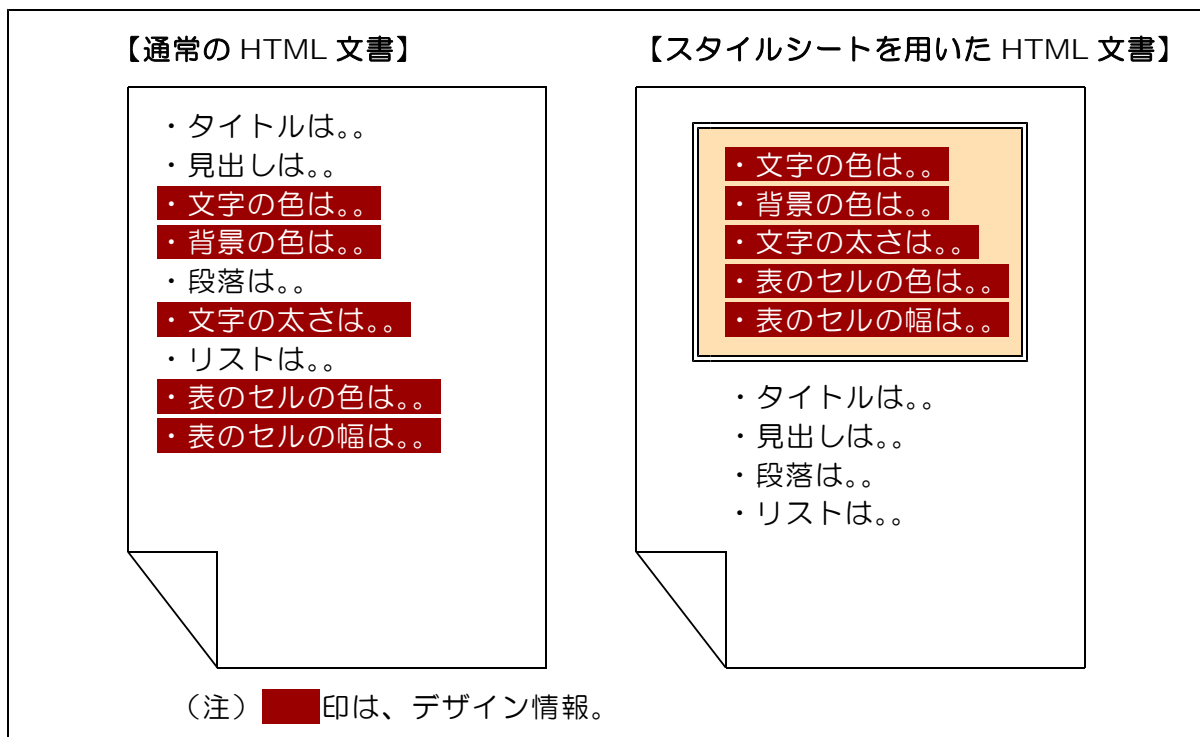 【通常の HTML 文書】
・タイトルは。。
・見出しは。。
・文字の色は。。
・背景の色は。。
・段落は。。
・文字の太さは。。
・リストは。。
・表のセルの色は。。
・表のセルの幅は。。
【スタイルシートを用いた HTML 文書】
・文字の色は。。
・背景の色は。。
・文字の太さは。。
・表のセルの色は。。
・表のセルの幅は。。
・タイトルは。。
・見出しは。。
・段落は。。
・リストは。。
（注） 印は、デザイン情報。